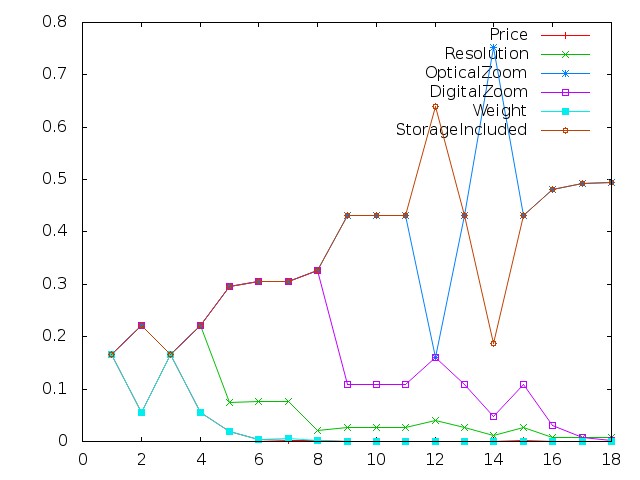 0.8
0.7
0.6
0.5
0.4
0.3
0.2
0.1
0
0 2 4 6 8 10 12 14 16 18
Price
Resolution
OpticalZoom
DigitalZoom
Weight
StorageIncluded